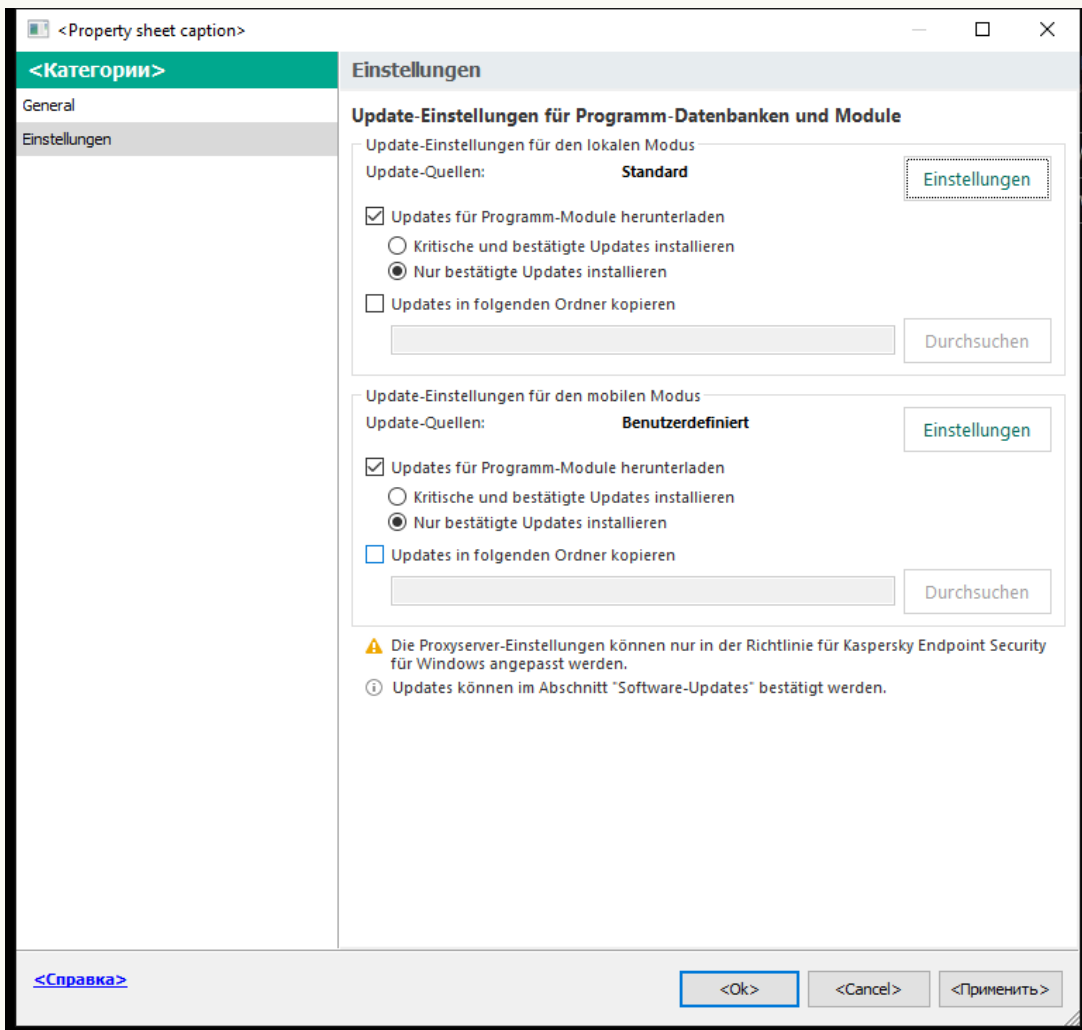 <Property sheet caption>
<Категории>
General
Einstellungen
Einstellungen
Update-Einstellungen für Programm-Datenbanken und Module
Update-Einstellungen für den lokalen Modus
Update-Quellen: Standard
Einstellungen
Updates für Programm-Module herunterladen
Kritische und bestätigte Updates installieren
Nur bestätigte Updates installieren
Updates in folgenden Ordner kopieren
Durchsuchen
Update-Einstellungen für den mobilen Modus
Update-Quellen: Benutzerdefiniert
Einstellungen
Updates für Programm-Module herunterladen
Kritische und bestätigte Updates installieren
Nur bestätigte Updates installieren
Updates in folgenden Ordner kopieren
Durchsuchen
Die Proxyserver-Einstellungen können nur in der Richtlinie für Kaspersky Endpoint Security
für Windows angepasst werden.
Updates können im Abschnitt "Software-Updates" bestätigt werden.
<Справка>
<Ok> <Cancel> <Применить>